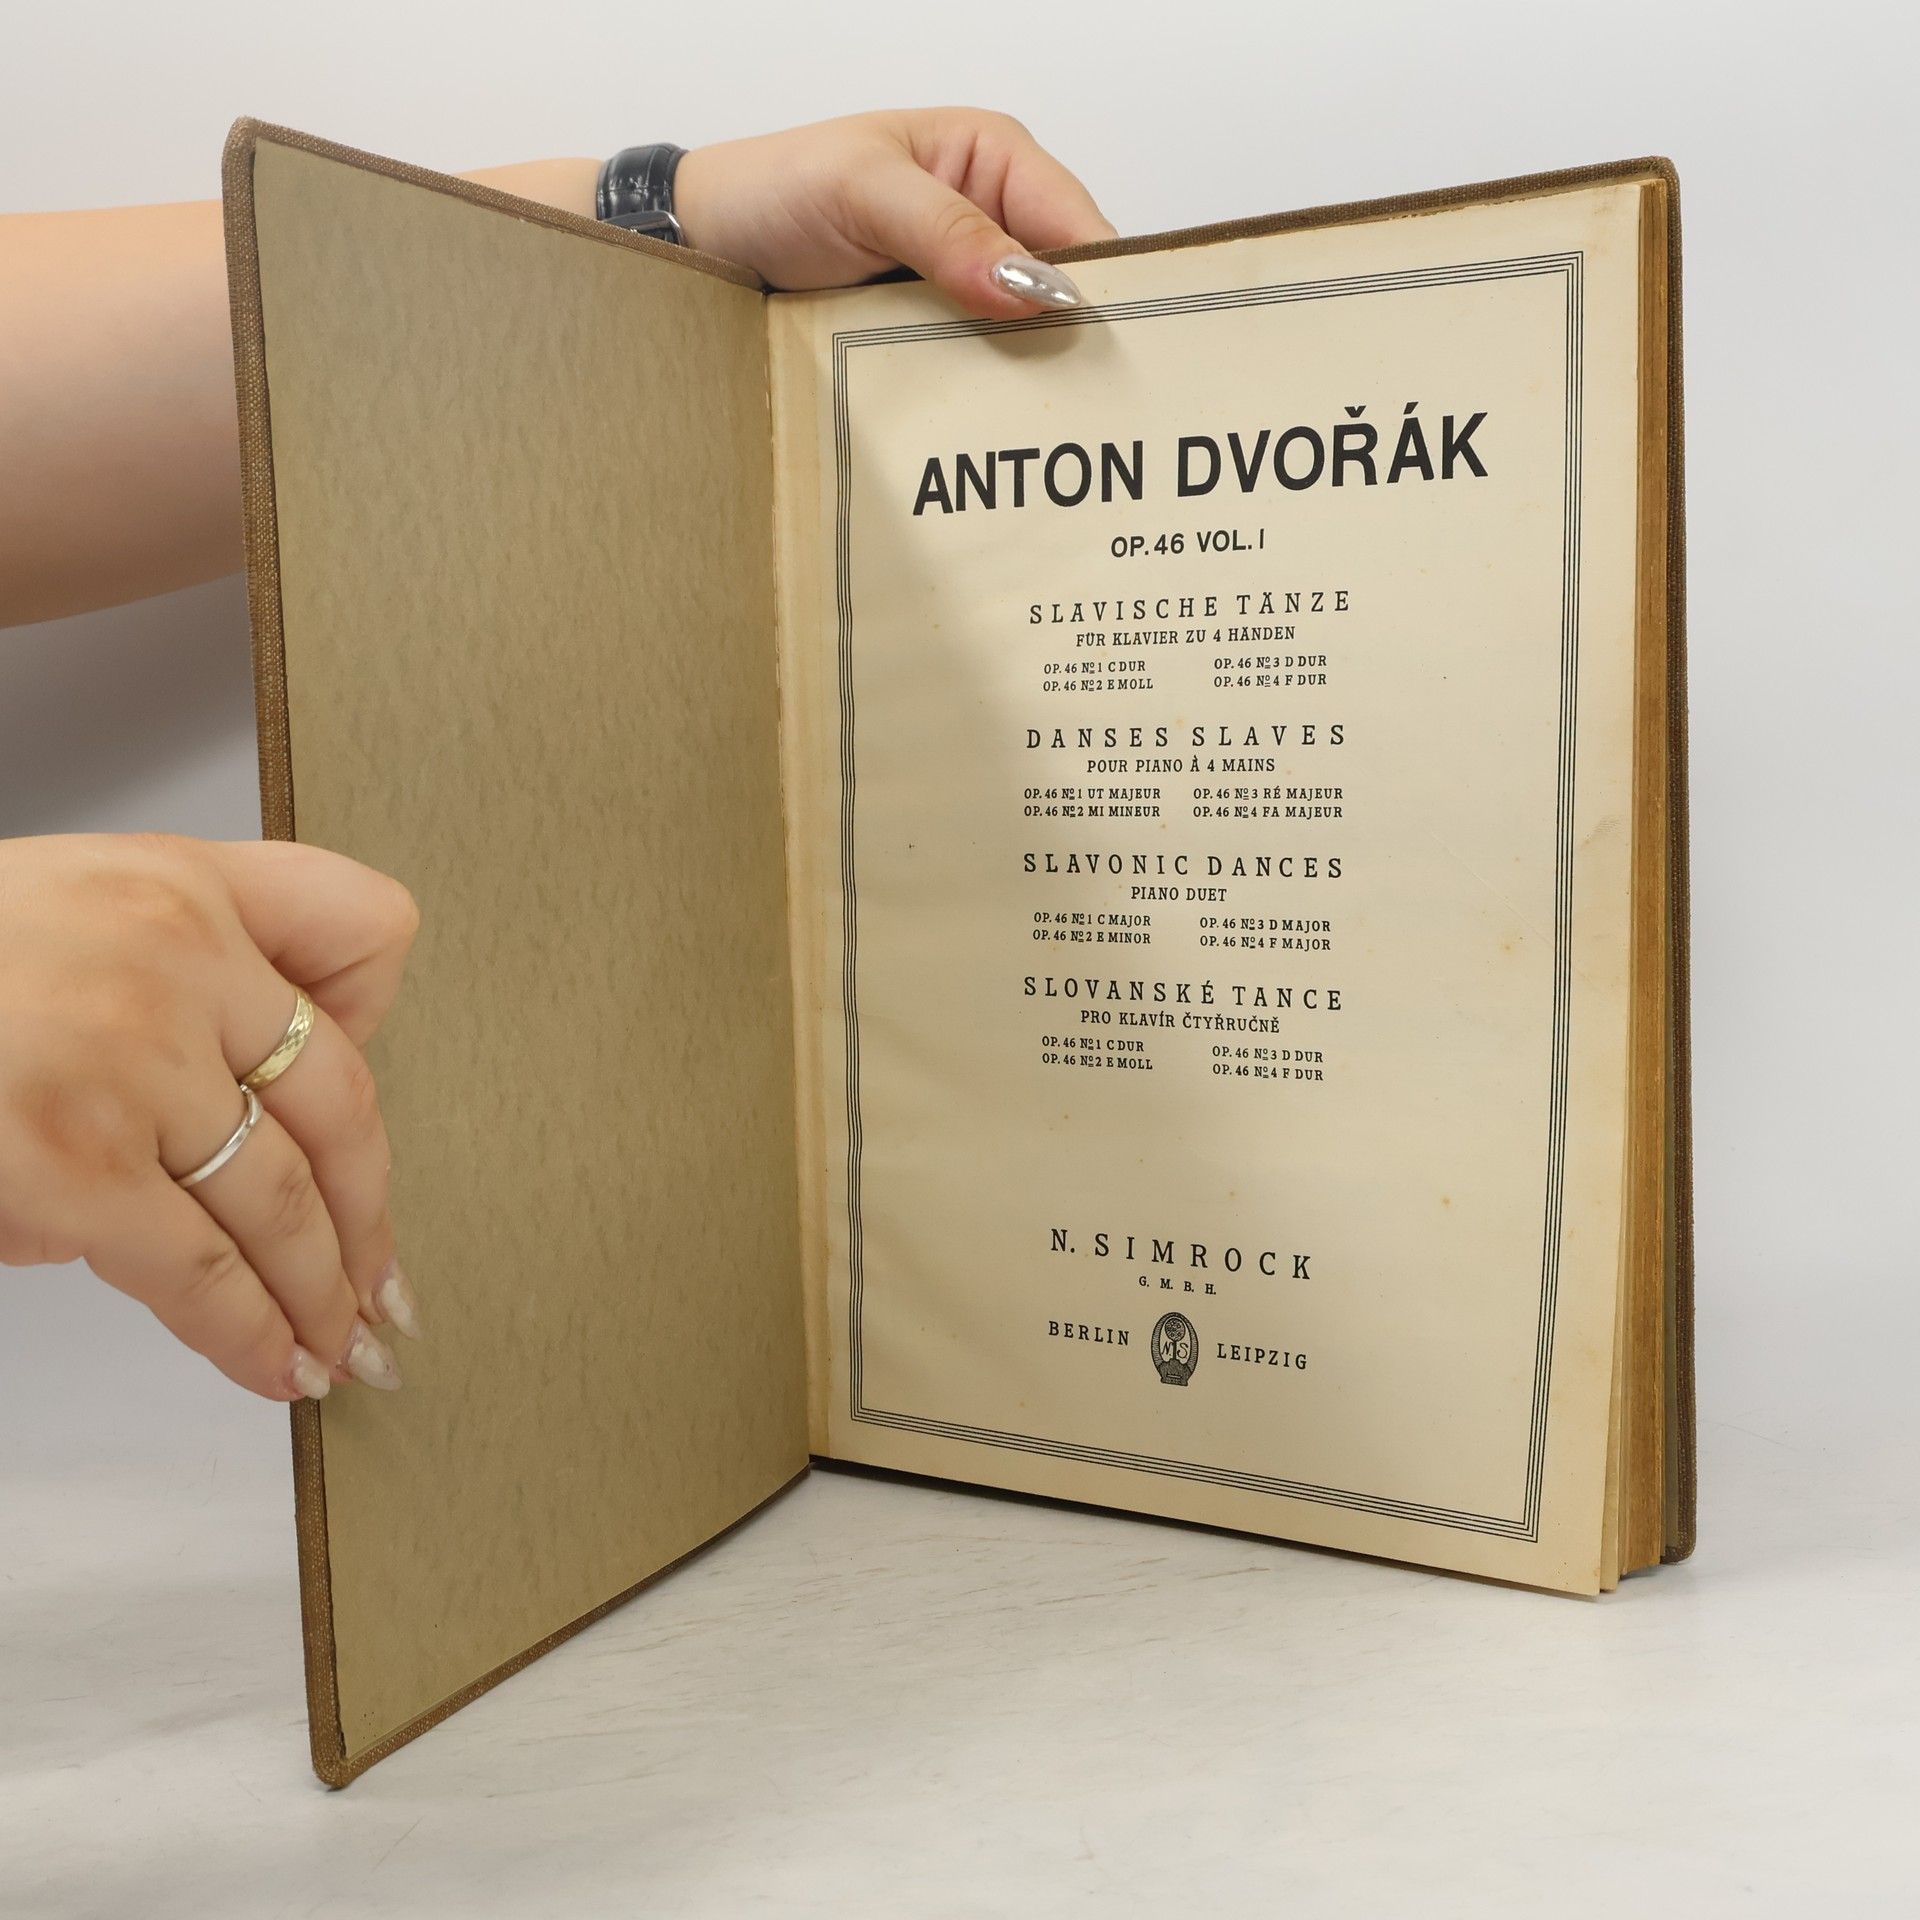 ANTON DVOŘÁK
OP. 46 VOL. I
SLAVISCHE TÄNZE
FÜR KLAVIER ZU 4 HÄNDEN
OP. 46 Nº 1 C DUR OP. 46 Nº 3 D DUR
OP. 46 Nº 2 E MOLL OP. 46 Nº 4 F DUR
DANSES SLAVES
POUR PIANO À 4 MAINS
OP. 46 Nº 1 UT MAJEUR OP. 46 Nº 3 RÉ MAJEUR
OP. 46 Nº 2 MI MINEUR OP. 46 Nº 4 FA MAJEUR
SLAVONIC DANCES
PIANO DUET
OP. 46 Nº 1 C MAJOR OP. 46 Nº 3 D MAJOR
OP. 46 Nº 2 E MINOR OP. 46 Nº 4 F MAJOR
SLOVANSKÉ TANCE
PRO KLAVÍR ČTYŘRUČNĚ
OP. 46 Nº 1 C DUR OP. 46 Nº 3 D DUR
OP. 46 Nº 2 E MOLL OP. 46 Nº 4 F DUR
N. SIMROCK
G. M. B. H.
BERLIN NS LEIPZIG